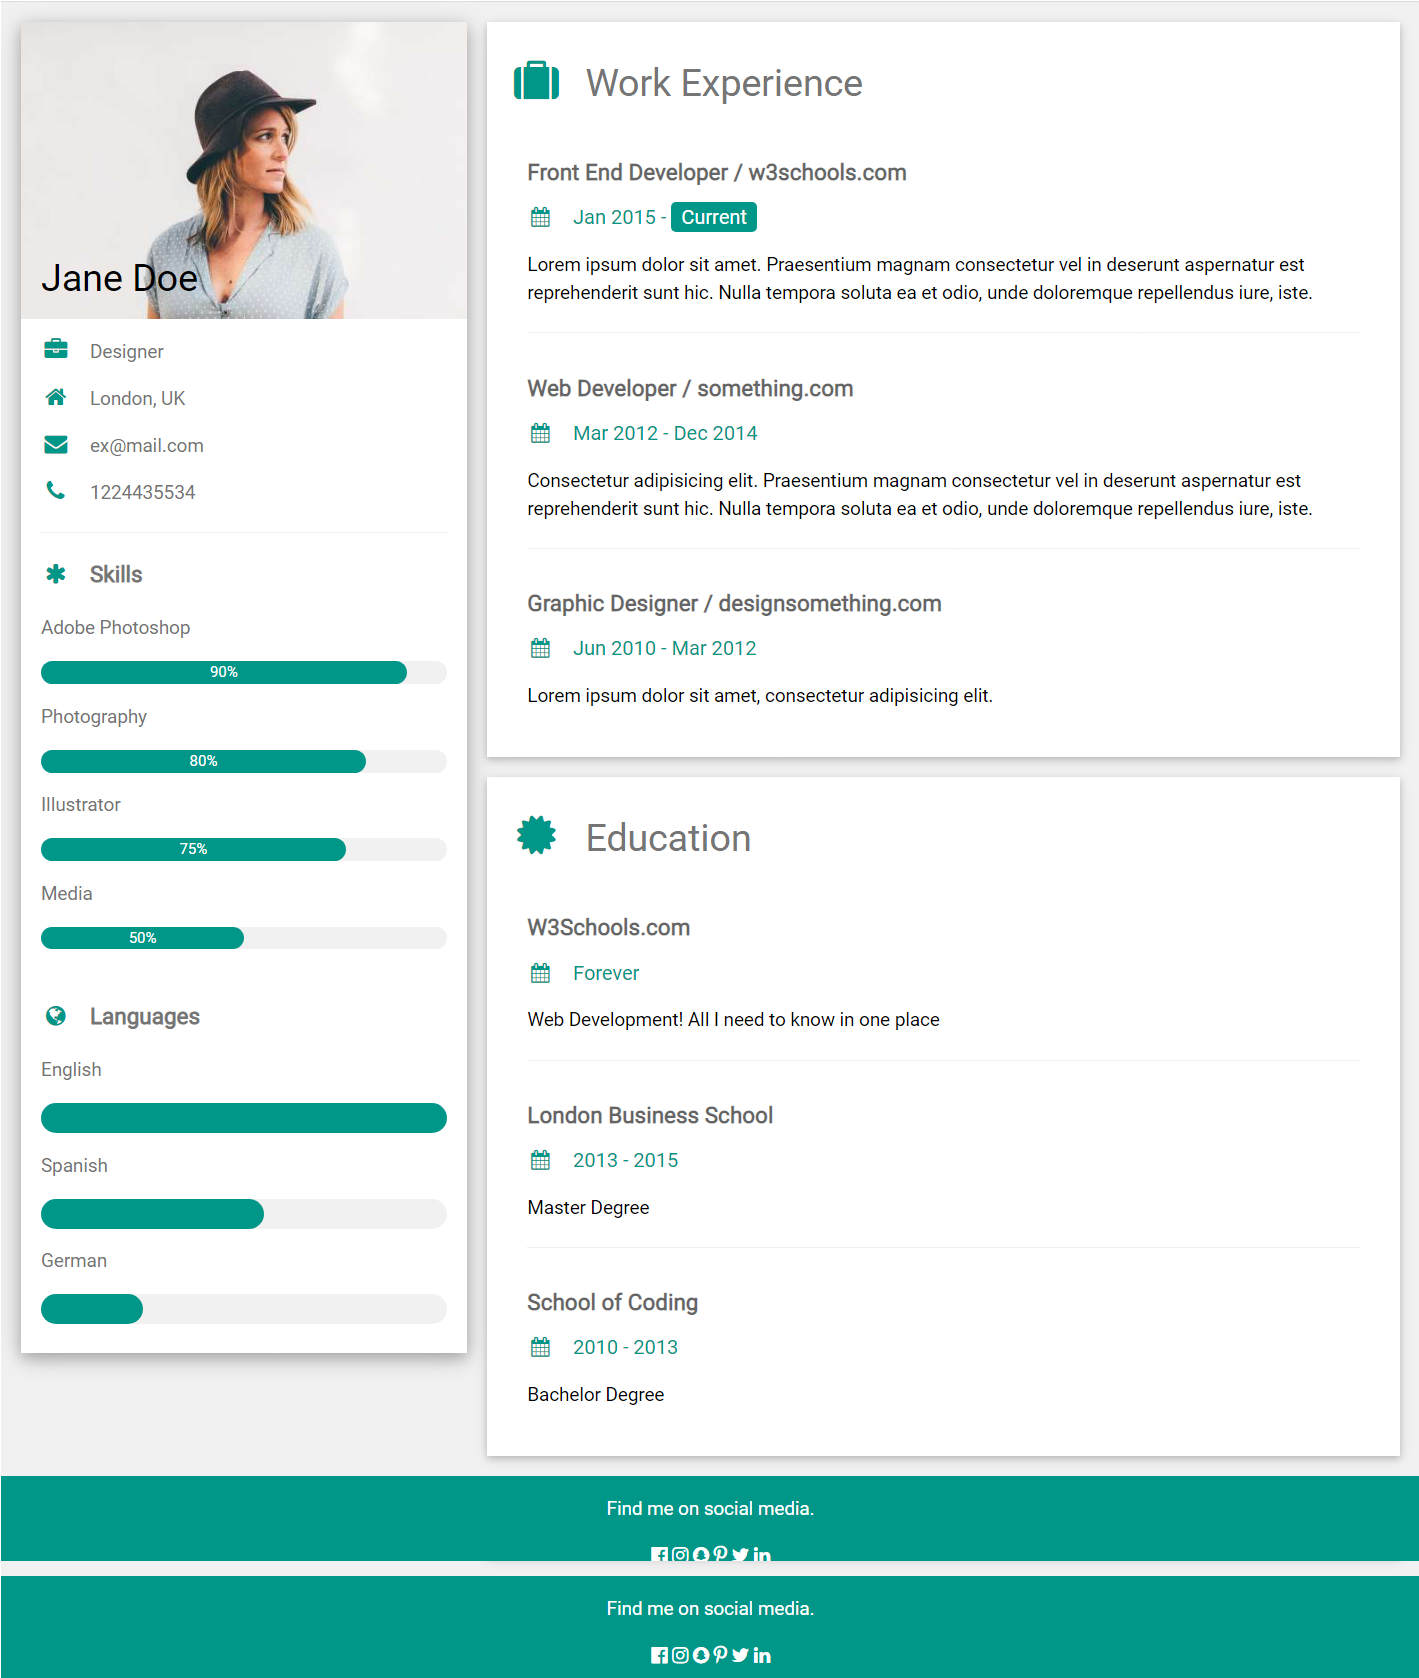 Jane Doe
Designer
London, UK
ex@mail.com
1224435534
Skills
Adobe Photoshop
90%
Photography
80%
Illustrator
75%
Media
50%
Languages
English
Spanish
German
Work Experience
Front End Developer / w3schools.com
Jan 2015 - Current
Lorem ipsum dolor sit amet. Praesentium magnam consectetur vel in deserunt aspernatur est
reprehenderit sunt hic. Nulla tempora soluta ea et odio, unde doloremque repellendus iure, iste.
Web Developer / something.com
Mar 2012 - Dec 2014
Consectetur adipisicing elit. Praesentium magnam consectetur vel in deserunt aspernatur est
reprehenderit sunt hic. Nulla tempora soluta ea et odio, unde doloremque repellendus iure, iste.
Graphic Designer / designsomething.com
Jun 2010 - Mar 2012
Lorem ipsum dolor sit amet, consectetur adipisicing elit.
Education
W3Schools.com
Forever
Web Development! All I need to know in one place
London Business School
2013 - 2015
Master Degree
School of Coding
2010 - 2013
Bachelor Degree
Find me on social media.
Find me on social media.